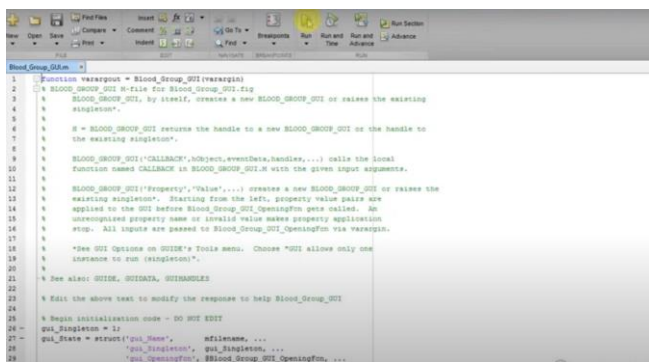 Find Files
Insert fx
New Open Save Compare Comment % Go To Breakpoints Run Run and Time Run and Advance Run Section
Advance
Print Indent Find
FILE EDIT NAVIGATE BREAKPOINTS RUN
Blood_Group_GUI.m
1 function varargout = Blood_Group_GUI(varargin)
2 % BLOOD_GROUP_GUI M-file for Blood_Group_GUI.fig
3 % BLOOD_GROUP_GUI, by itself, creates a new BLOOD_GROUP_GUI or raises the existing
4 % singleton*.
5 %
6 % H = BLOOD_GROUP_GUI returns the handle to a new BLOOD_GROUP_GUI or the handle to
7 % the existing singleton*.
8 %
9 % BLOOD_GROUP_GUI('CALLBACK',hObject,eventData,handles,...) calls the local
10 % function named CALLBACK in BLOOD_GROUP_GUI.M with the given input arguments.
11 %
12 % BLOOD_GROUP_GUI('Property','Value',...) creates a new BLOOD_GROUP_GUI or raises the
13 % existing singleton*. Starting from the left, property value pairs are
14 % applied to the GUI before Blood_Group_GUI_OpeningFcn gets called. An
15 % unrecognized property name or invalid value makes property application
16 % stop. All inputs are passed to Blood_Group_GUI_OpeningFcn via varargin.
17 %
18 % *See GUI Options on GUIDE's Tools menu. Choose "GUI allows only one
19 % instance to run (singleton)".
20 %
21 % See also: GUIDE, GUIDATA, GUIHANDLES
22
23 % Edit the above text to modify the response to help Blood_Group_GUI
24
25 % Begin initialization code - DO NOT EDIT
26 - gui_Singleton = 1;
27 - gui_State = struct('gui_Name', mfilename, ...
28 'gui_Singleton', gui_Singleton, ...
29 'gui_OpeningFcn', @Blood_Group_GUI_OpeningFcn, ...